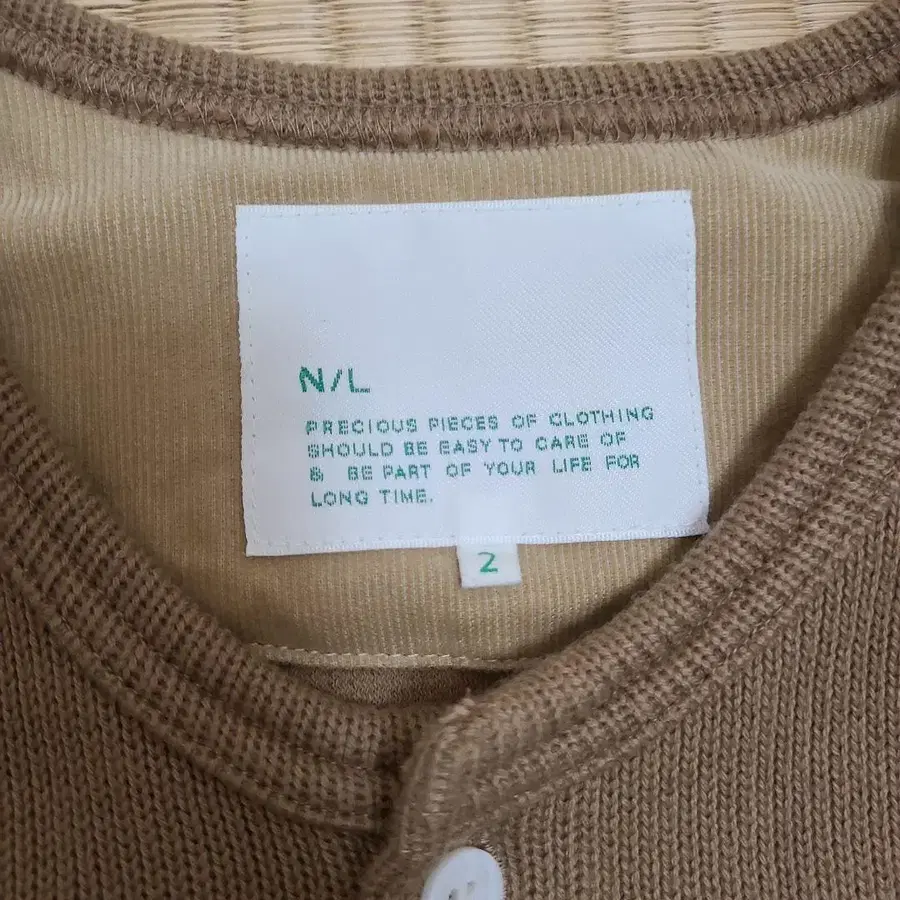 N/L
PRECIOUS PIECES OF CLOTHING
SHOULD BE EASY TO CARE OF
& BE PART OF YOUR LIFE FOR
LONG TIME.
2